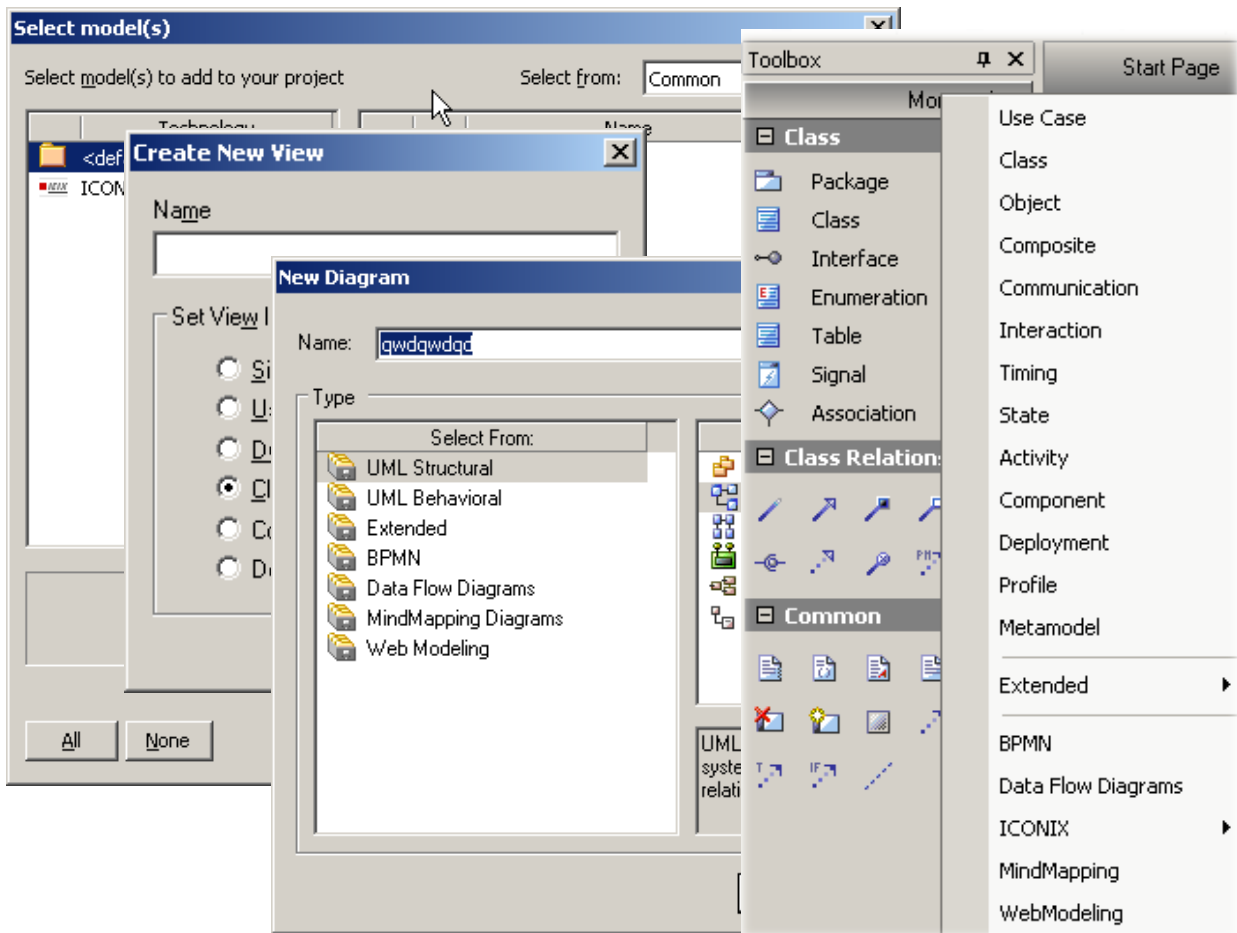 Select model(s)
Select model(s) to add to your project
Select from:
Common
Technology
Name
<def
ICON
Create New View
Name
Set View I
Si
Us
D
Cl
Co
D
All
None
New Diagram
Name:
qwdqwdqd
Type
Select From:
UML Structural
UML Behavioral
Extended
BPMN
Data Flow Diagrams
MindMapping Diagrams
Web Modeling
UML
syste
relati
Toolbox
Start Page
Class
Package
Class
Interface
Enumeration
Table
Signal
Association
Class Relation
Common
Use Case
Class
Object
Composite
Communication
Interaction
Timing
State
Activity
Component
Deployment
Profile
Metamodel
Extended
BPMN
Data Flow Diagrams
ICONIX
MindMapping
WebModeling